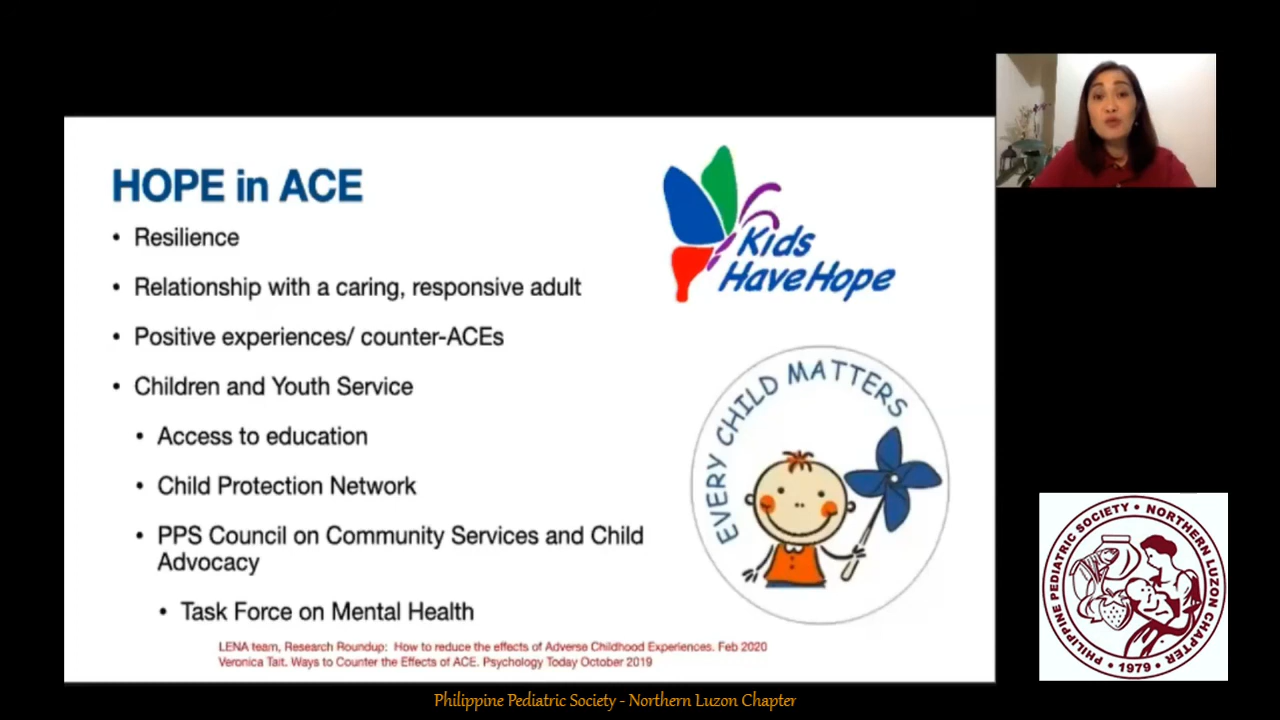 HOPE in ACE
• Resilience
• Relationship with a caring, responsive adult
• Positive experiences/ counter-ACEs
• Children and Youth Service
• Access to education
• Child Protection Network
• PPS Council on Community Services and Child
Advocacy
• Task Force on Mental Health
LENA team, Research Roundup: How to reduce the effects of Adverse Childhood Experiences. Feb 2020
Veronica Tait. Ways to Counter the Effects of ACE. Psychology Today October 2019
Kids
Have Hope
EVERY CHILD MATTERS
PHILIPPINE PEDIATRIC SOCIETY • NORTHERN LUZON CHAPTER
• 1979 •
Philippine Pediatric Society - Northern Luzon Chapter